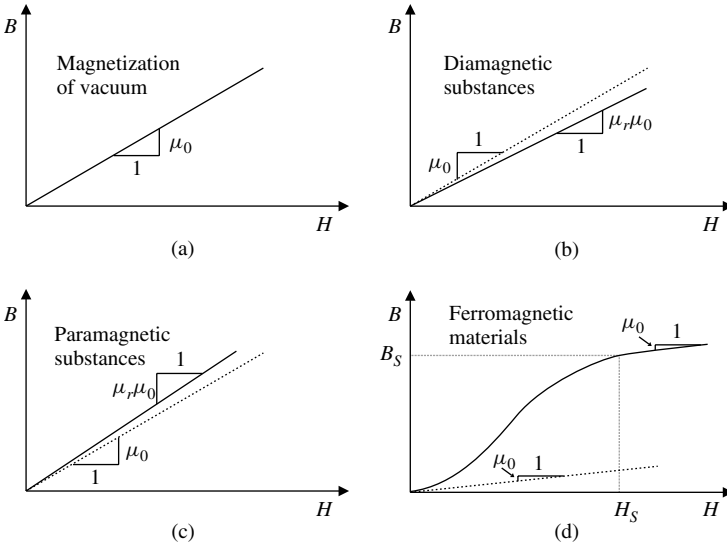 B
Magnetization
of vacuum
μ0
1
H
(a)
B
Diamagnetic
substances
1
μ0
μrμ0
1
H
(b)
B
Paramagnetic
substances
1
μrμ0
μ0
1
H
(c)
B
Ferromagnetic
materials
μ0
1
BS
μ0
1
HS
H
(d)